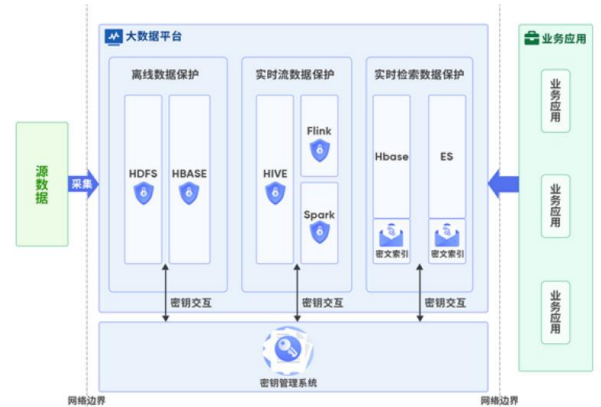 大数据平台
业务应用
离线数据保护
实时流数据保护
实时检索数据保护
源数据
采集
HDFS
HBASE
HIVE
Flink
Spark
Hbase
ES
密文索引
密文索引
业务应用
业务应用
业务应用
密钥交互
密钥交互
密钥交互
密钥管理系统
网络边界
网络边界